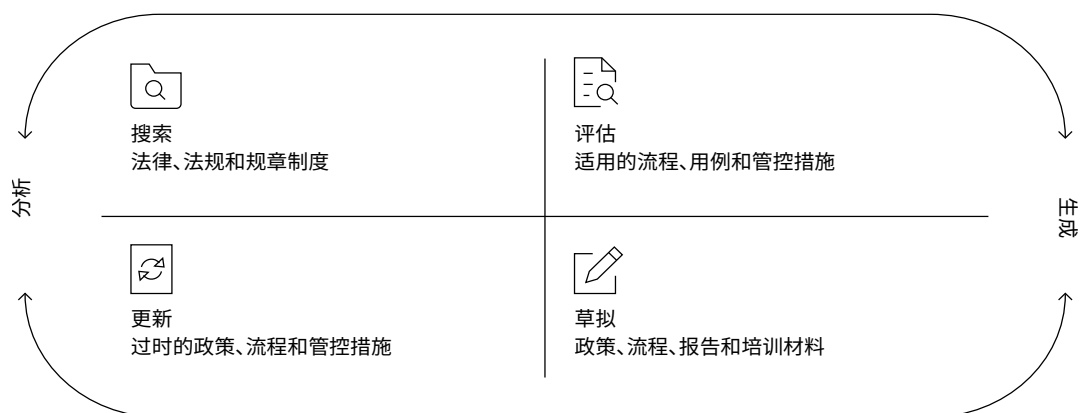 搜索
法律、法规和规章制度
评估
适用的流程、用例和管控措施
分析
生成
更新
过时的政策、流程和管控措施
草拟
政策、流程、报告和培训材料